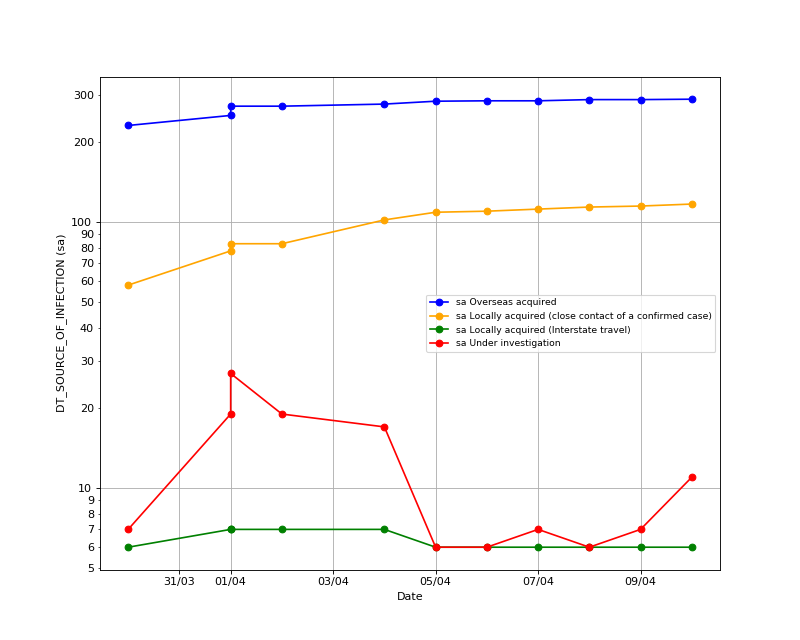 300
200
100
90
80
70
60
50
40
30
20
10
9
8
7
6
5
DT_SOURCE_OF_INFECTION (sa)
sa Overseas acquired
sa Locally acquired (close contact of a confirmed case)
sa Locally acquired (Interstate travel)
sa Under investigation
31/03 01/04 03/04 05/04 07/04 09/04
Date